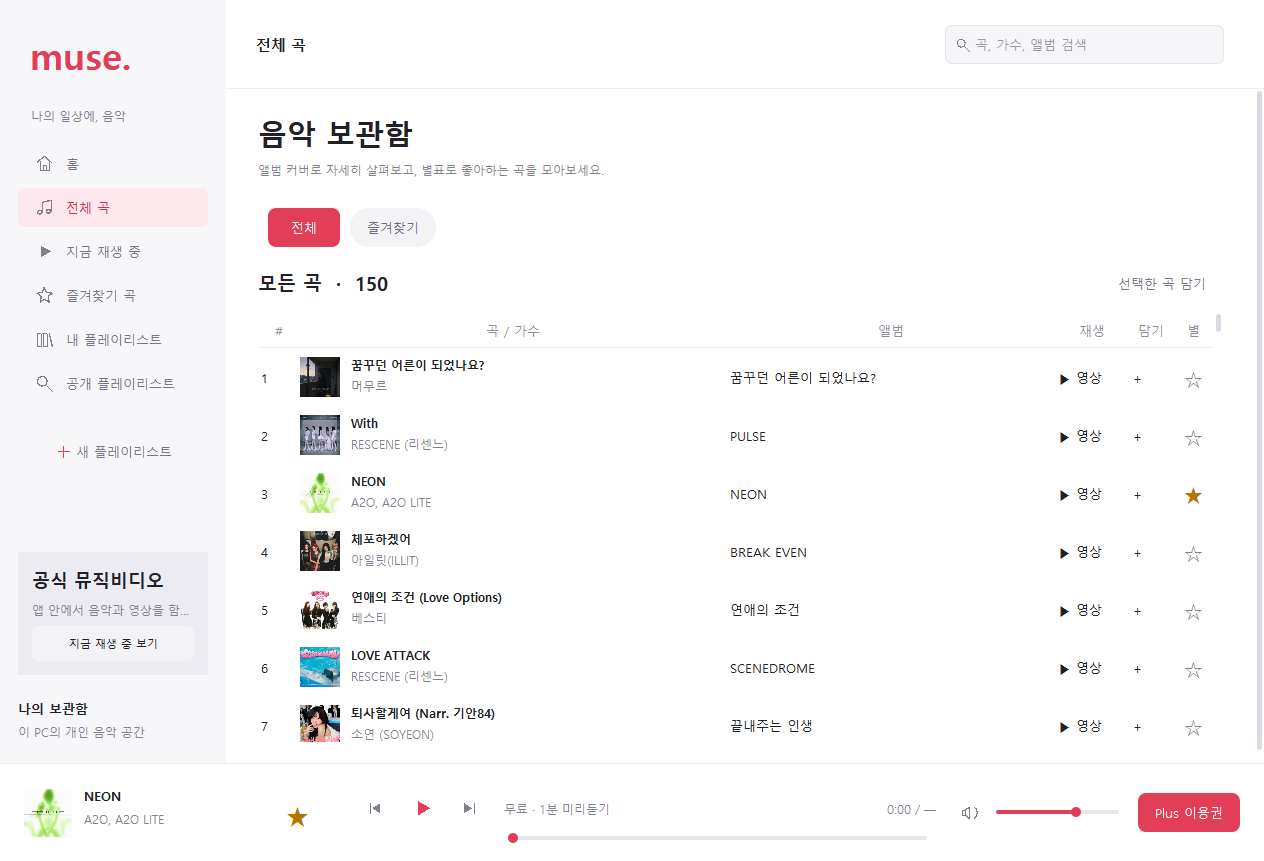 muse.
나의 일상에, 음악
홈
전체 곡
지금 재생 중
즐겨찾기 곡
내 플레이리스트
공개 플레이리스트
+ 새 플레이리스트
공식 뮤직비디오
앱 안에서 음악과 영상을 함...
지금 재생 중 보기
나의 보관함
이 PC의 개인 음악 공간
전체 곡
곡, 가수, 앨범 검색
음악 보관함
앨범 커버로 자세히 살펴보고, 별표로 좋아하는 곡을 모아보세요.
전체 즐겨찾기
모든 곡 · 150 선택한 곡 담기
# 곡 / 가수 앨범 재생 담기 별
1 꿈꾸던 어른이 되었나요? 꿈꾸던 어른이 되었나요? ▶ 영상 + ☆
머무르
2 With PULSE ▶ 영상 + ☆
RESCENE (리센느)
3 NEON NEON ▶ 영상 + ★
A2O, A2O LITE
4 체포하겠어 BREAK EVEN ▶ 영상 + ☆
아일릿(ILLIT)
5 연애의 조건 (Love Options) 연애의 조건 ▶ 영상 + ☆
베스티
6 LOVE ATTACK SCENEDROME ▶ 영상 + ☆
RESCENE (리센느)
7 퇴사할게여 (Narr. 기안84) 끝내주는 인생 ▶ 영상 + ☆
소연 (SOYEON)
NEON
A2O, A2O LITE
무료 · 1분 미리듣기
0:00 / —
Plus 이용권